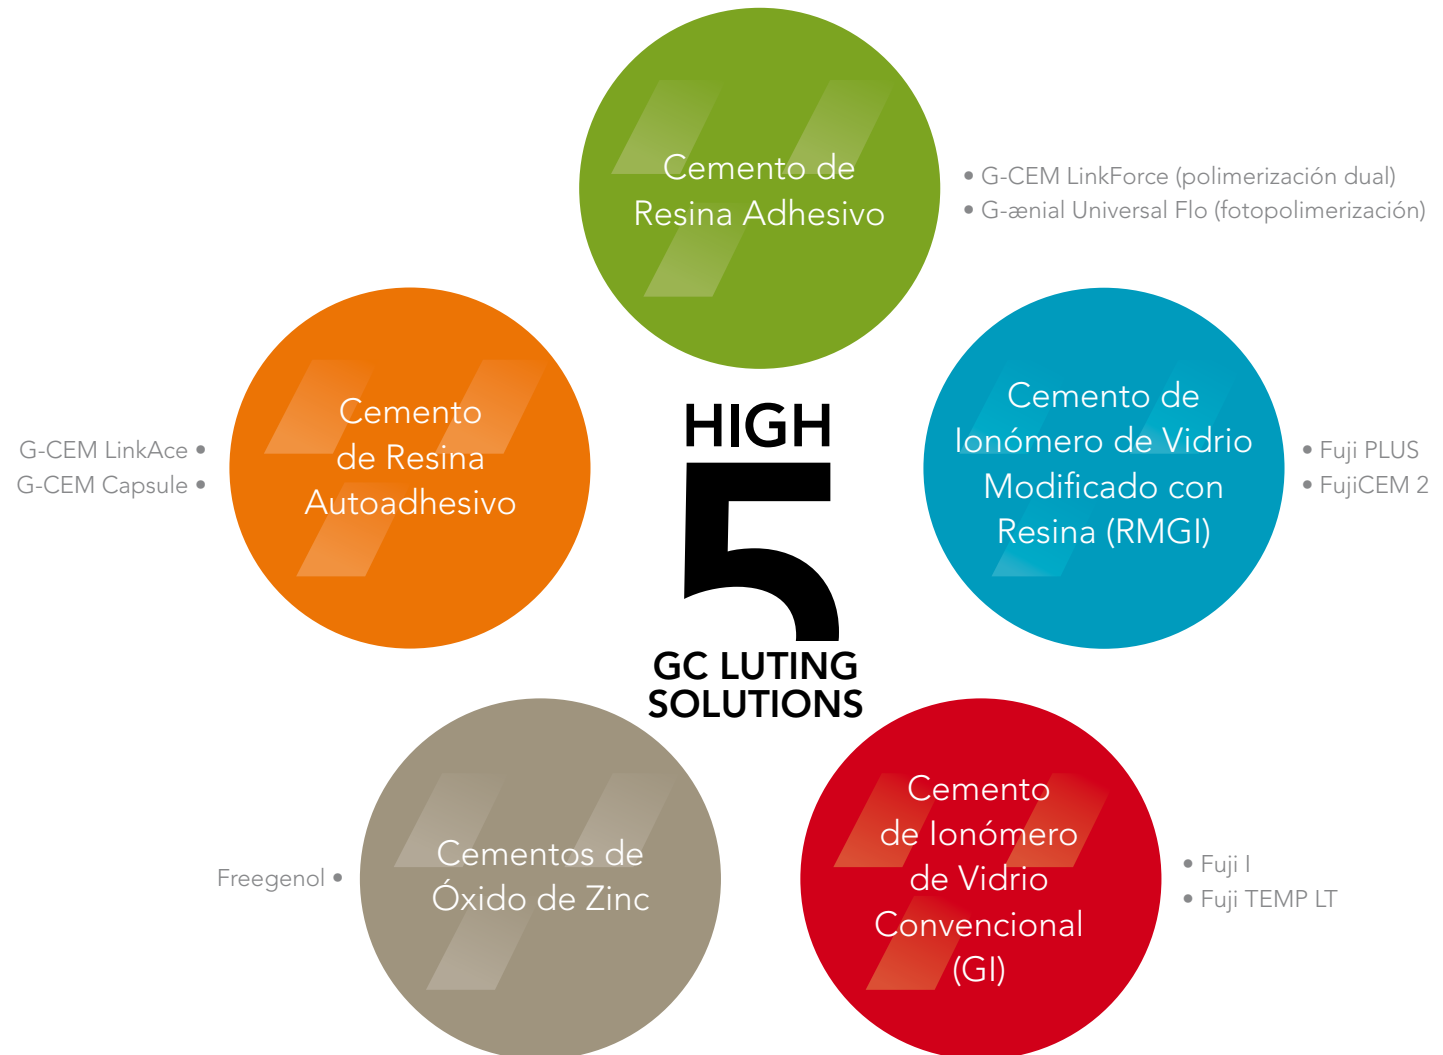 Cemento de
Resina Adhesivo
• G-CEM LinkForce (polimerización dual)
• G-ænial Universal Flo (fotopolimerización)
Cemento
de Resina
Autoadhesivo
G-CEM LinkAce •
G-CEM Capsule •
HIGH
5
GC LUTING
SOLUTIONS
Cemento de
Ionómero de Vidrio
Modificado con
Resina (RMGI)
• Fuji PLUS
• FujiCEM 2
Cementos de
Óxido de Zinc
Freegenol •
Cemento
de Ionómero
de Vidrio
Convencional
(GI)
• Fuji I
• Fuji TEMP LT